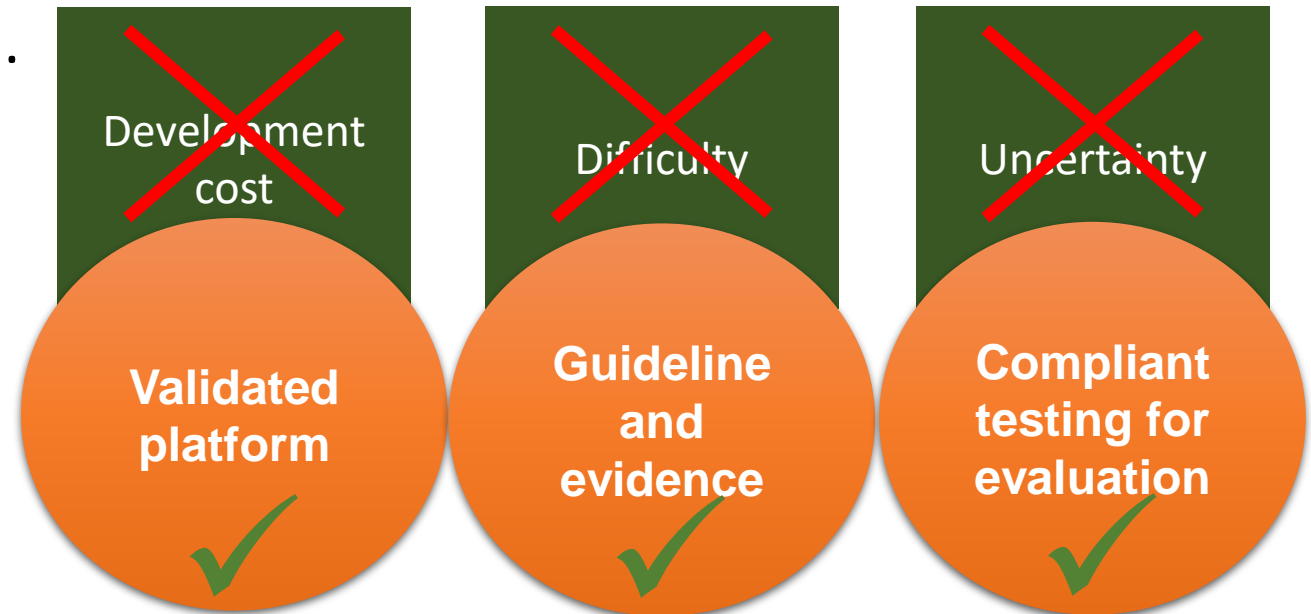 .
Development
cost
Difficulty
Uncertainty
Validated
platform
Guideline
and
evidence
Compliant
testing for
evaluation